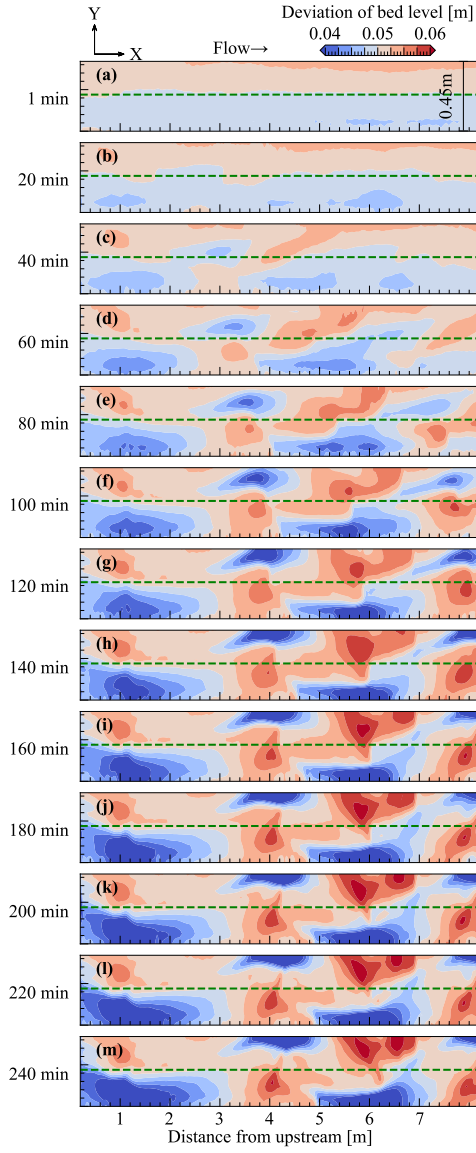 Y
X
Flow→
Deviation of bed level [m]
0.04 0.05 0.06
(a)
1 min
0.45m
(b)
20 min
(c)
40 min
(d)
60 min
(e)
80 min
(f)
100 min
(g)
120 min
(h)
140 min
(i)
160 min
(j)
180 min
(k)
200 min
(l)
220 min
(m)
240 min
1 2 3 4 5 6 7
Distance from upstream [m]